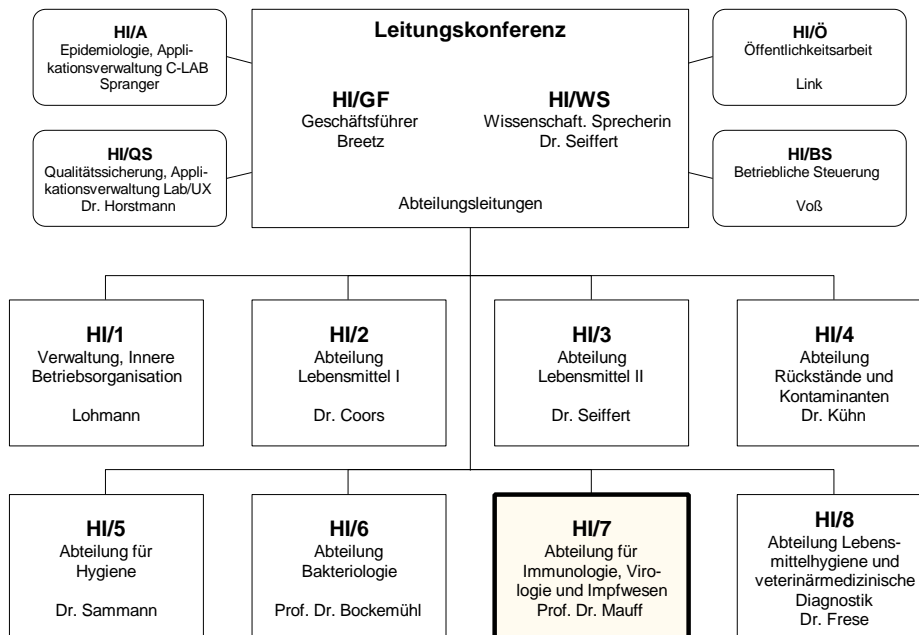 HI/A
Epidemiologie, Appli-
kationsverwaltung C-LAB
Spranger
Leitungskonferenz
HI/GF
Geschäftsführer
Breetz
HI/WS
Wissenschaft. Sprecherin
Dr. Seiffert
Abteilungsleitungen
HI/Ö
Öffentlichkeitsarbeit
Link
HI/QS
Qualitätssicherung, Appli-
kationsverwaltung Lab/UX
Dr. Horstmann
HI/BS
Betriebliche Steuerung
Voß
HI/1
Verwaltung, Innere
Betriebsorganisation
Lohmann
HI/2
Abteilung
Lebensmittel I
Dr. Coors
HI/3
Abteilung
Lebensmittel II
Dr. Seiffert
HI/4
Abteilung
Rückstände und
Kontaminanten
Dr. Kühn
HI/5
Abteilung für
Hygiene
Dr. Sammann
HI/6
Abteilung
Bakteriologie
Prof. Dr. Bockemühl
HI/7
Abteilung für
Immunologie, Viro-
logie und Impfwesen
Prof. Dr. Mauff
HI/8
Abteilung Lebens-
mittelhygiene und
veterinärmedizinische
Diagnostik
Dr. Frese